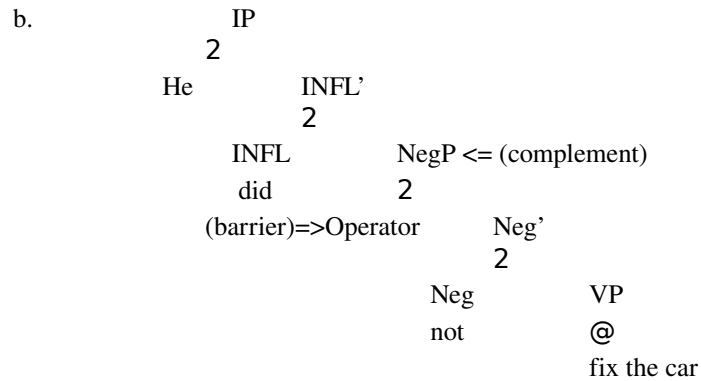 b. IP
2
He INFL’
2
INFL NegP <= (complement)
did 2
(barrier)=>Operator Neg’
2
Neg VP
not @
fix the car